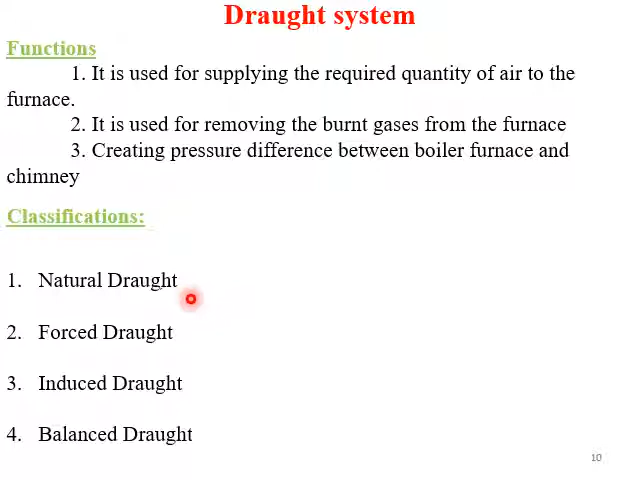 Draught system
Functions
1. It is used for supplying the required quantity of air to the
furnace.
2. It is used for removing the burnt gases from the furnace
3. Creating pressure difference between boiler furnace and
chimney
Classifications:
1. Natural Draught
2. Forced Draught
3. Induced Draught
4. Balanced Draught
10